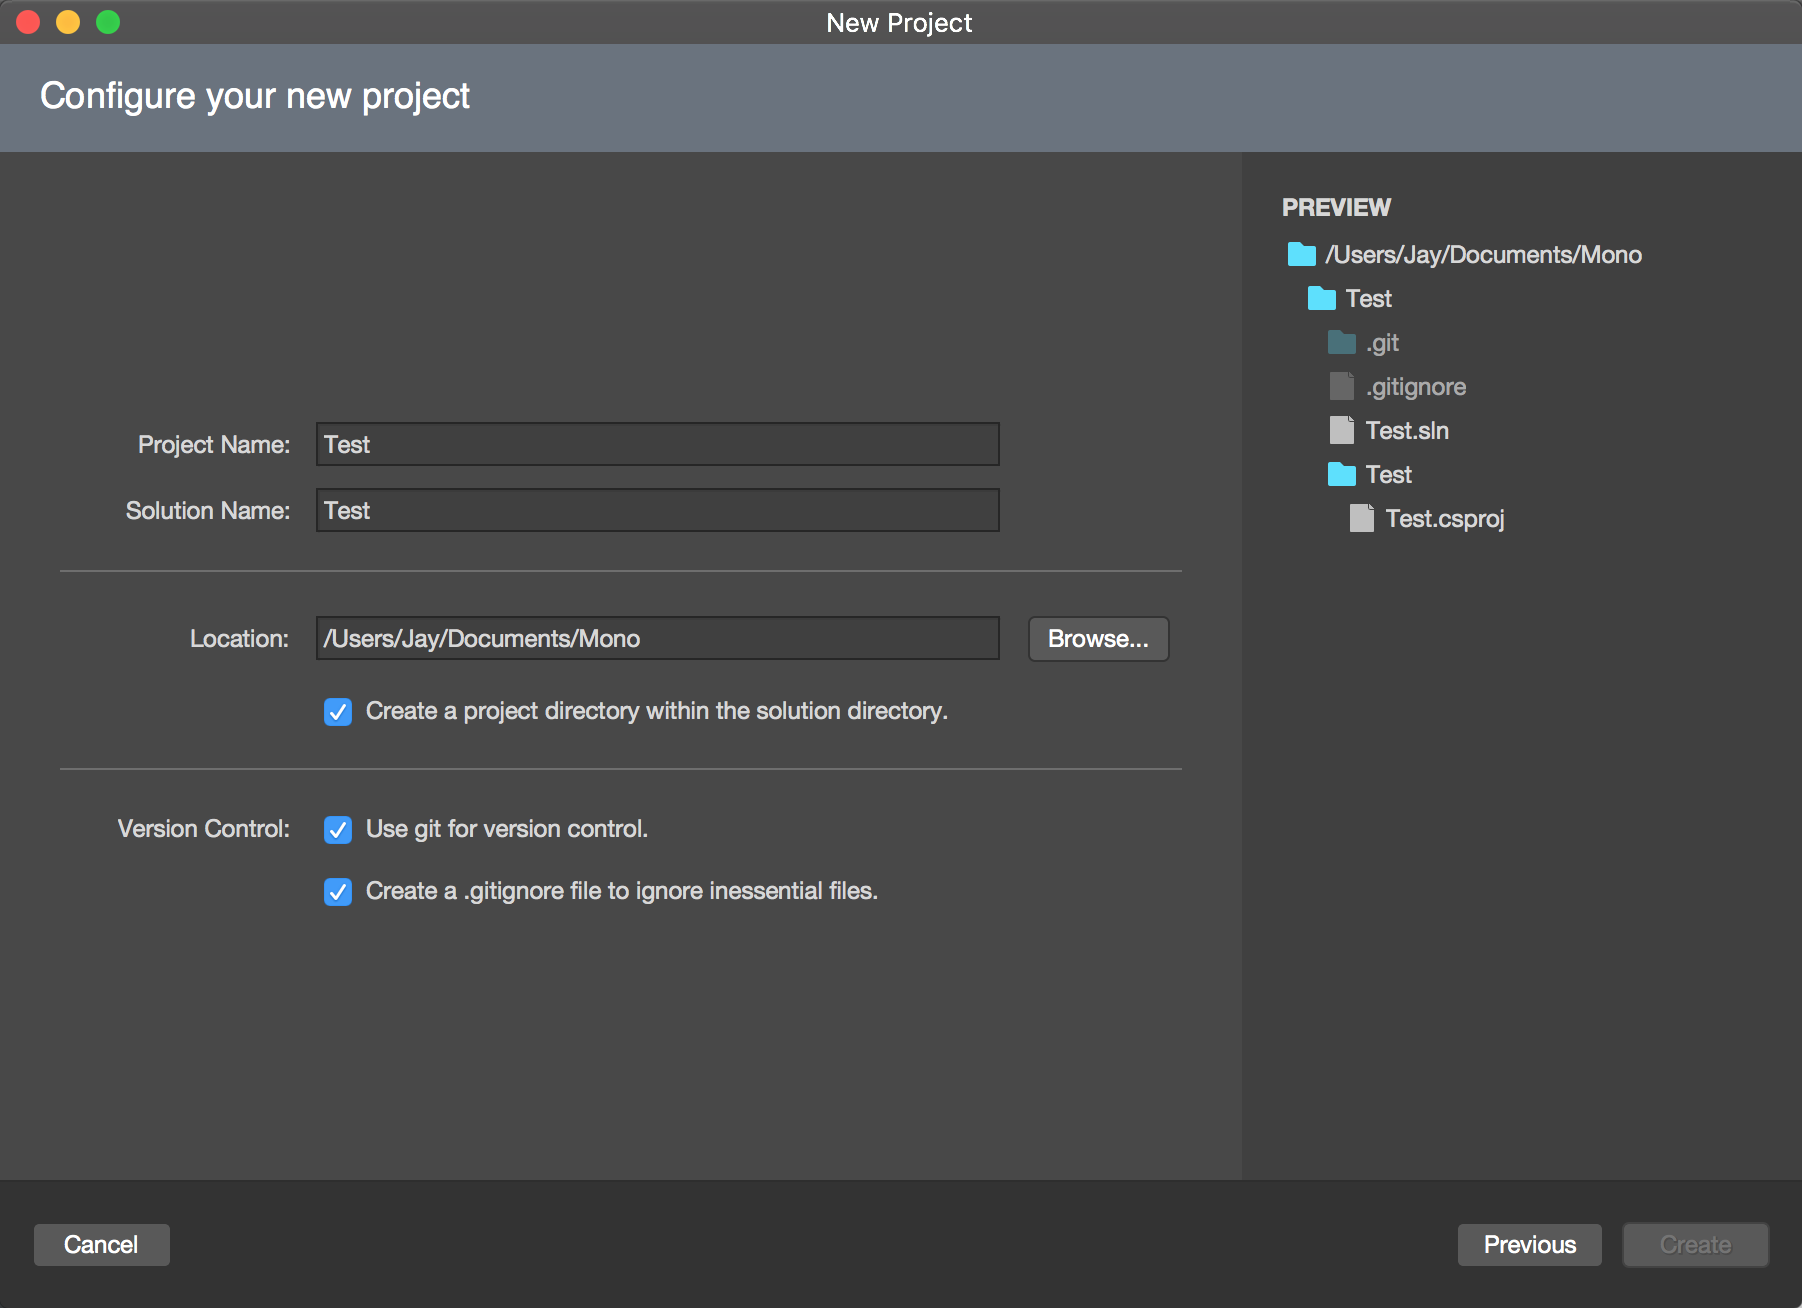 New Project
Configure your new project
Project Name: Test
Solution Name: Test
Location: /Users/Jay/Documents/Mono Browse...
Create a project directory within the solution directory.
Version Control: Use git for version control.
Create a .gitignore file to ignore inessential files.
PREVIEW
/Users/Jay/Documents/Mono
Test
.git
.gitignore
Test.sln
Test
Test.csproj
Cancel Previous Create